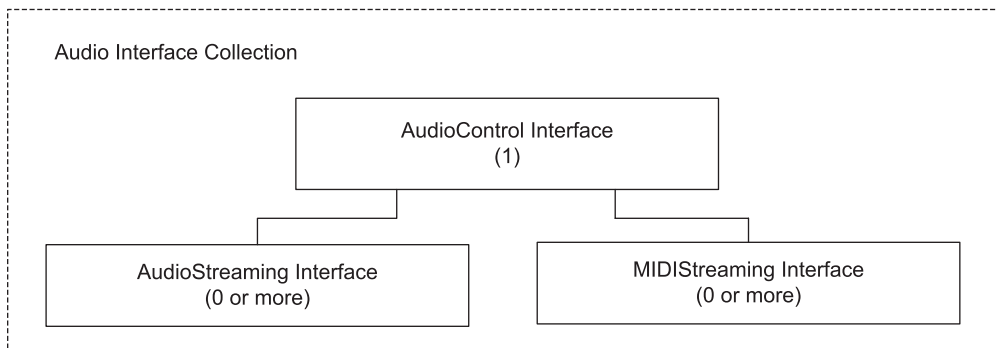 Audio Interface Collection
AudioControl Interface
(1)
AudioStreaming Interface
(0 or more)
MIDIStreaming Interface
(0 or more)